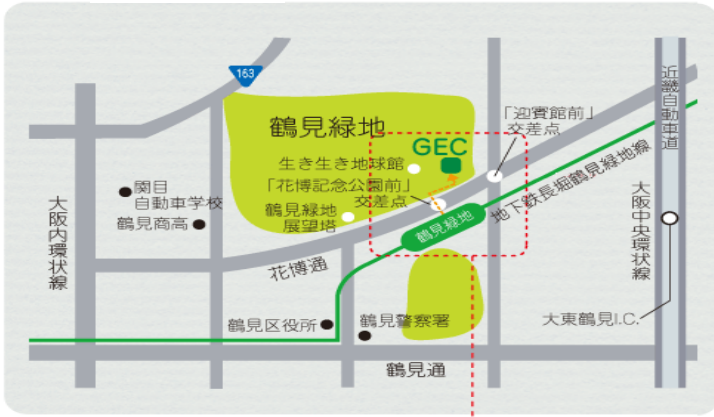 163
鶴見緑地
GEC
「迎賓館前」
交差点
近畿自動車道
生き生き地球館
「花博記念公園前」
交差点
関目
自動車学校
鶴見緑地
展望塔
鶴見商高
大阪内環状線
鶴見緑地
地下鉄長堀鶴見緑地線
大阪中央環状線
花博通
鶴見区役所
鶴見警察署
大東鶴見I.C.
鶴見通